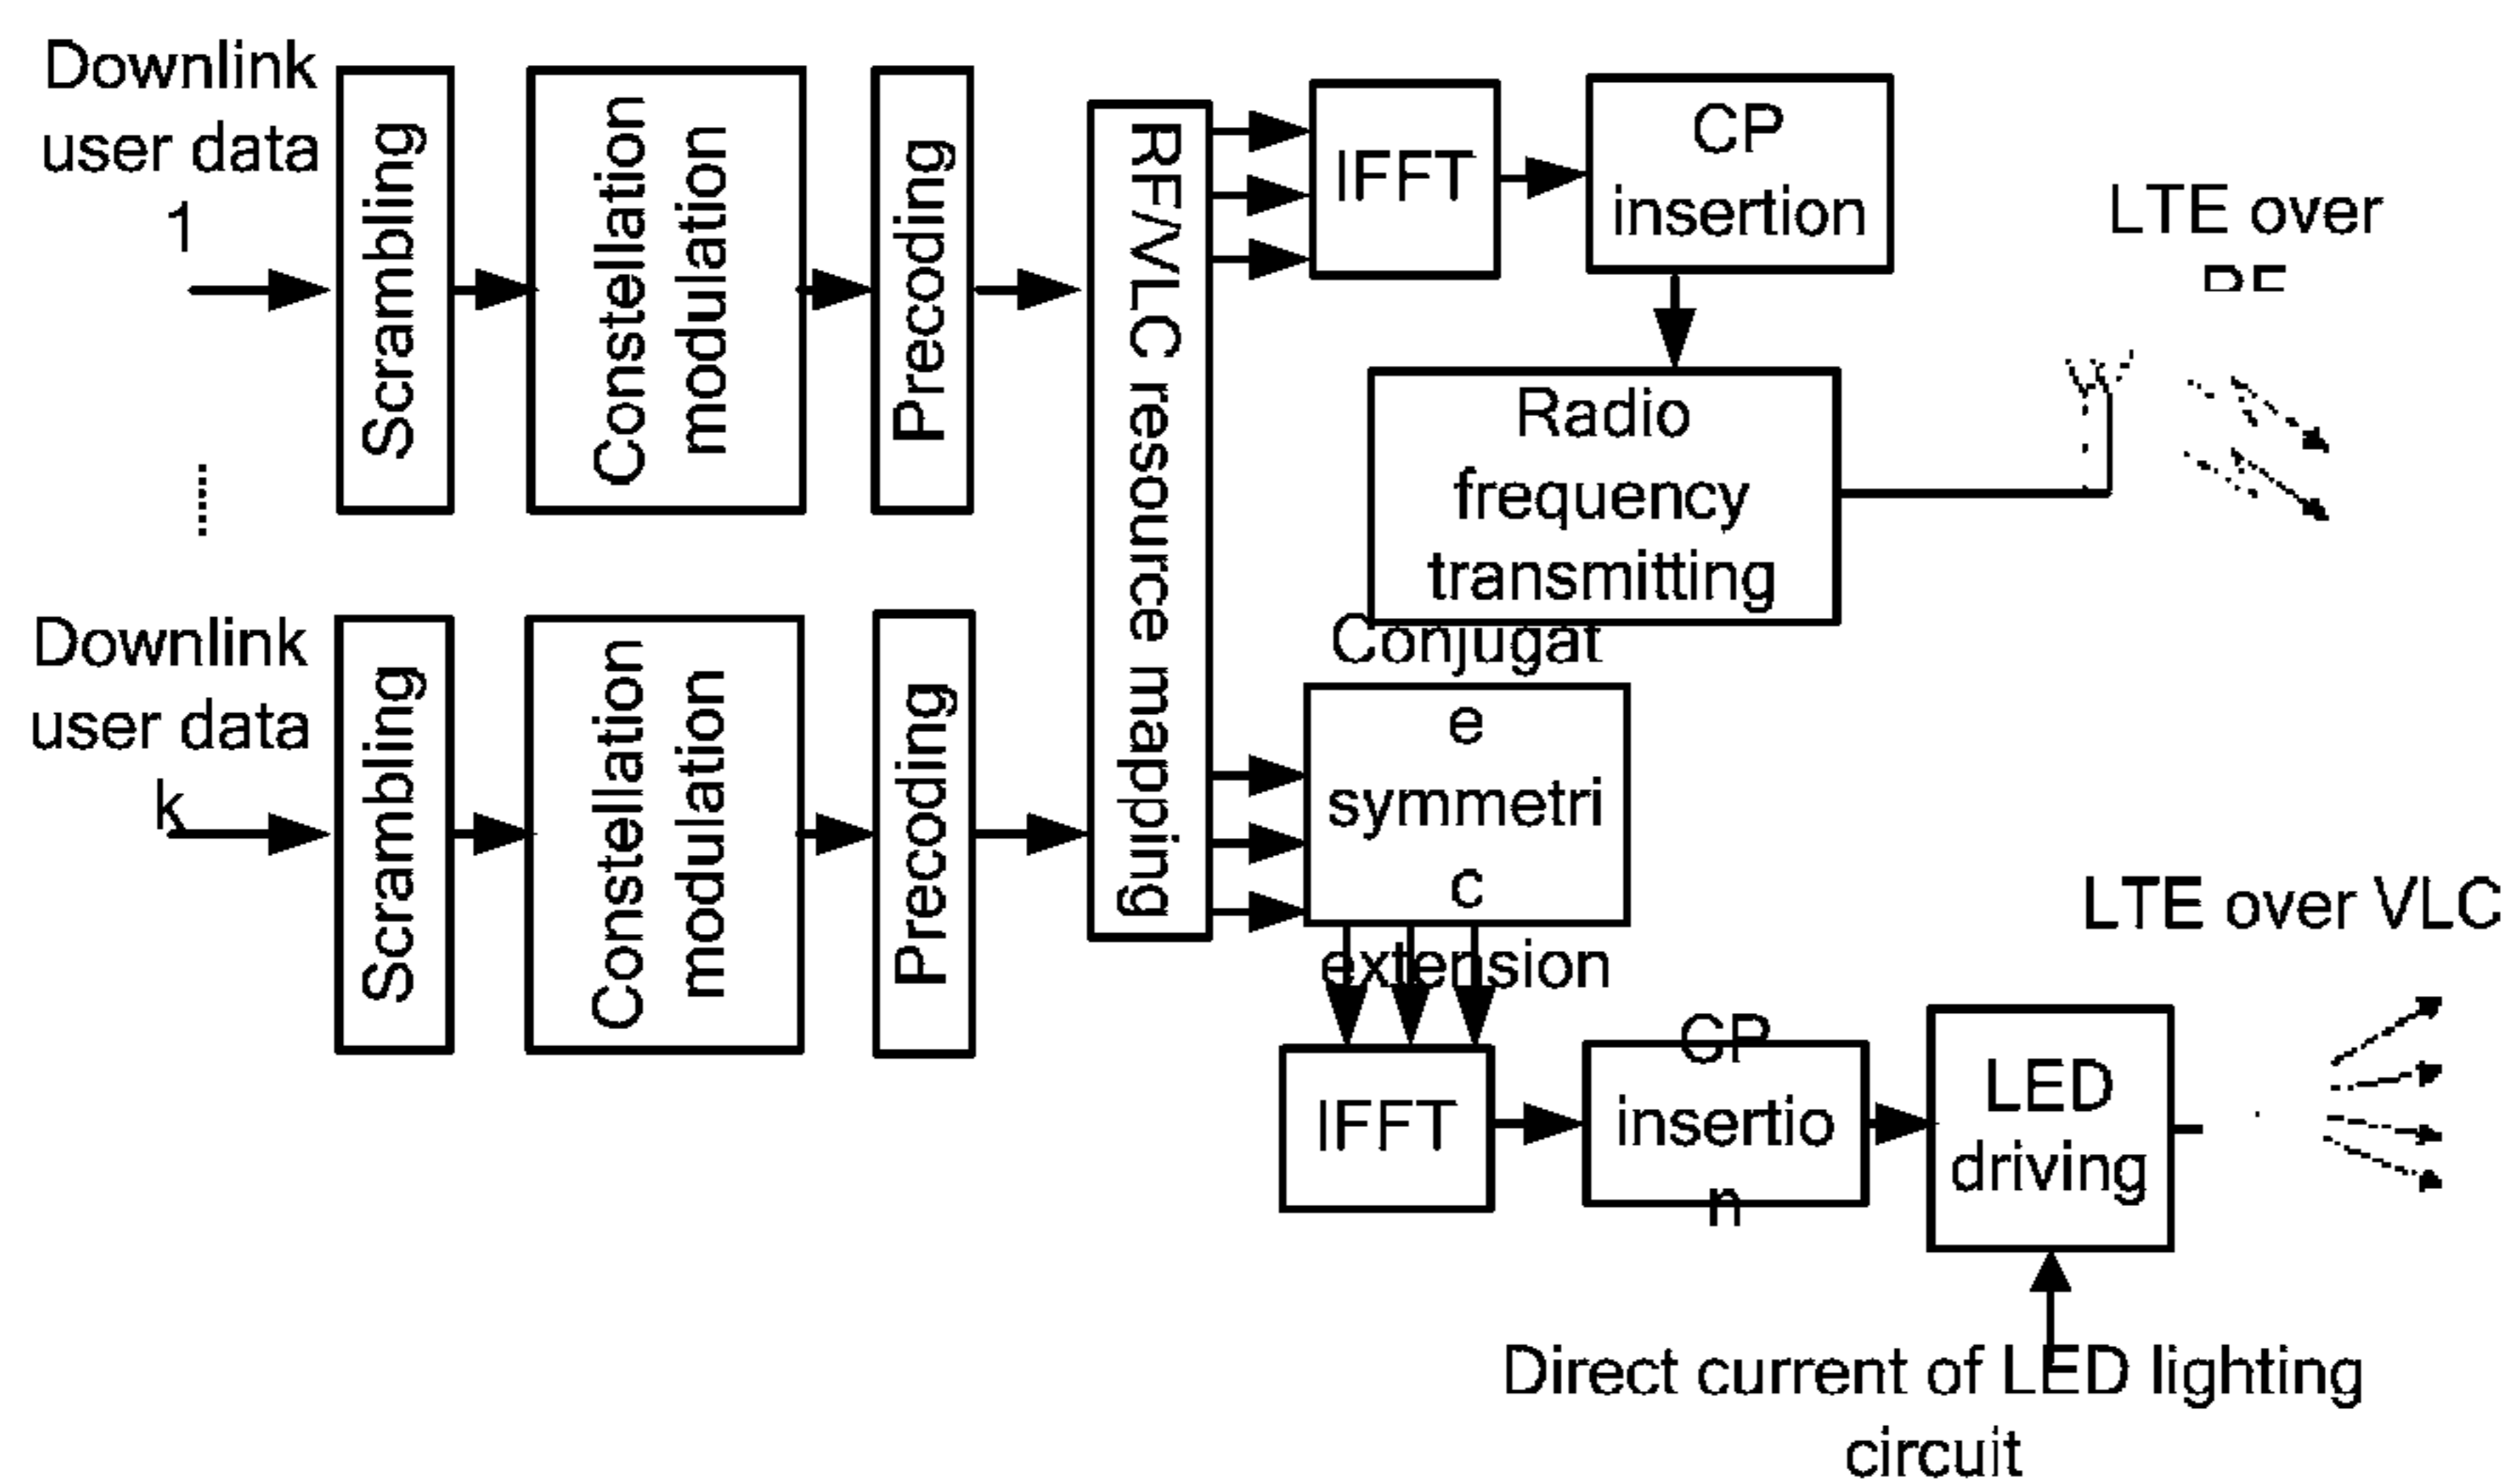 Downlink
user data
1
Scrambling
Constellation
modulation
Precoding
RF/VLC resource mapping
IFFT
CP
insertion
LTE over
Radio
frequency
transmitting
Downlink
user data
k
Scrambling
Constellation
modulation
Precoding
Conjugat
e
symmetri
c
extension
IFFT
CP
insertio
n
LED
driving
LTE over VLC
Direct current of LED lighting
circuit